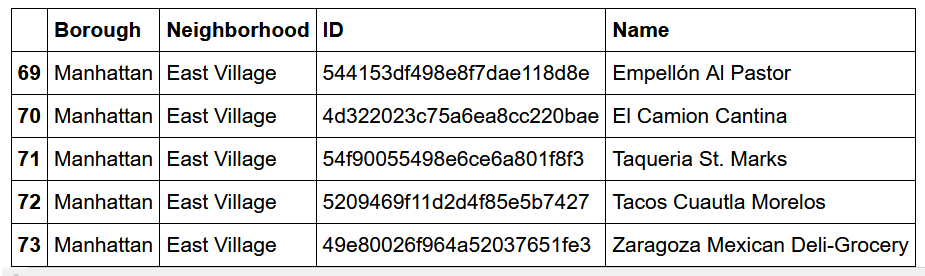 Borough Neighborhood ID Name
69 Manhattan East Village 544153df498e8f7dae118d8e Empellón Al Pastor
70 Manhattan East Village 4d322023c75a6ea8cc220bae El Camion Cantina
71 Manhattan East Village 54f90055498e6ce6a801f8f3 Taqueria St. Marks
72 Manhattan East Village 5209469f11d2d4f85e5b7427 Tacos Cuautla Morelos
73 Manhattan East Village 49e80026f964a52037651fe3 Zaragoza Mexican Deli-Grocery